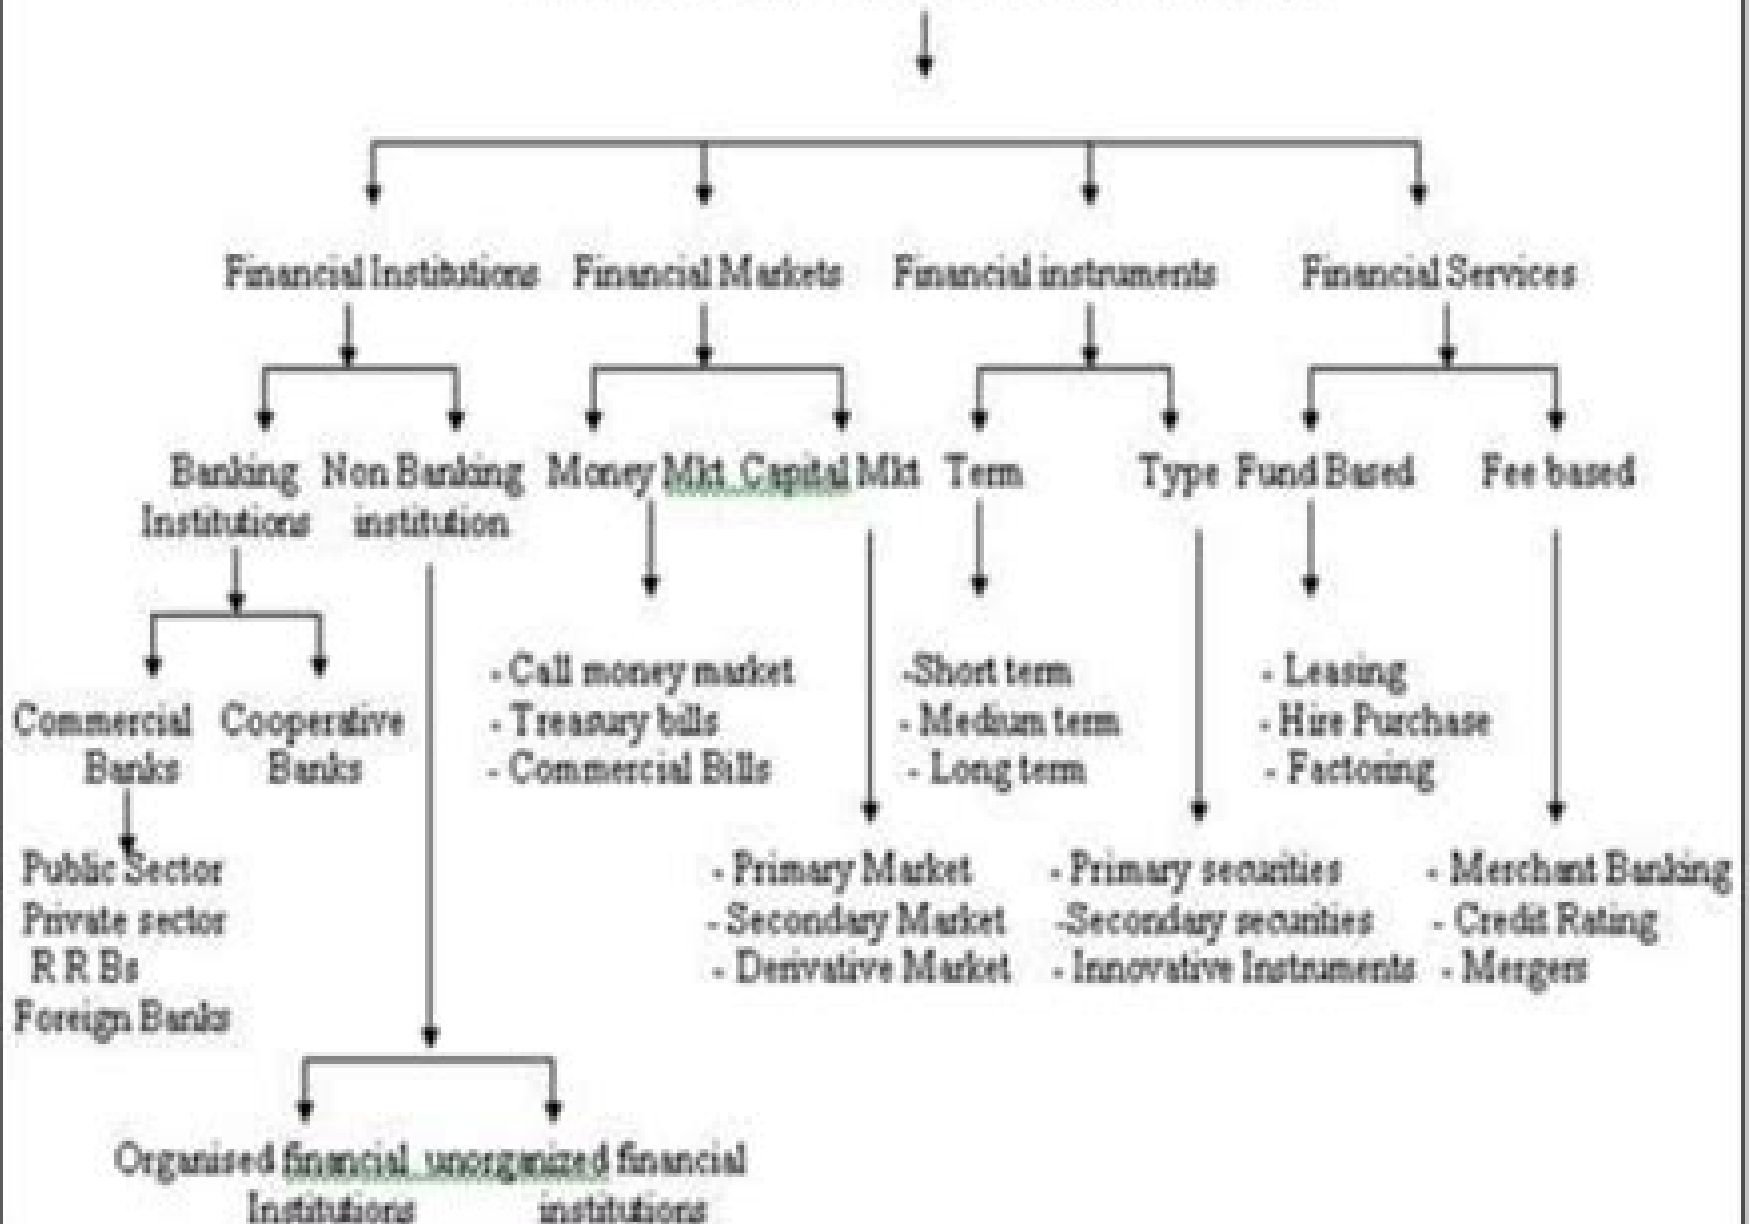 Financial Institutions Financial Markets Financial instruments Financial Services
Banking Non Banking Money Mkt Capital Mkt Term Type Fund Based Fee based
Institutions institution
- Call money market -Short term - Leasing
Commercial Cooperative - Treasury bills - Medium term - Hire Purchase
Banks Banks - Commercial Bills - Long term - Factoring
Public Sector - Primary Market - Primary securities - Merchant Banking
Private sector - Secondary Market -Secondary securities - Credit Rating
R R Bs - Derivative Market - Innovative Instruments - Mergers
Foreign Banks
Organised financial unorganized financial
Institutions institutions